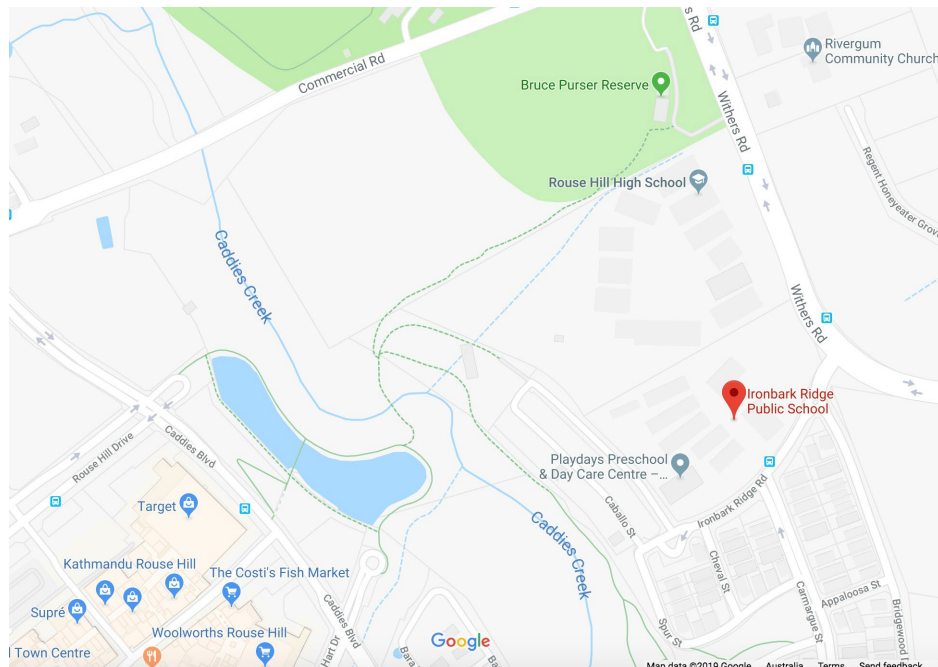 s Rd
Rivergum
Community Church
Commercial Rd
Bruce Purser Reserve
Withers Rd
Rouse Hill High School
Regent Honeyeater Grove
Caddies Creek
Withers Rd
Ironbark Ridge
Public School
Rouse Hill Drive
Caddies Blvd
Playdays Preschool
& Day Care Centre –...
Target
Ironbark Ridge Rd
Caballo St
Caddies Creek
Kathmandu Rouse Hill
The Costi's Fish Market
Cheval St
Carmargue St
Appaloosa St
Bridgewood
Supré
Caddies Blvd
Spur St
Woolworths Rouse Hill
Hart Dr
Google
Bara
Ba
l Town Centre
Map data ©2019 Google Australia Terms Send feedback